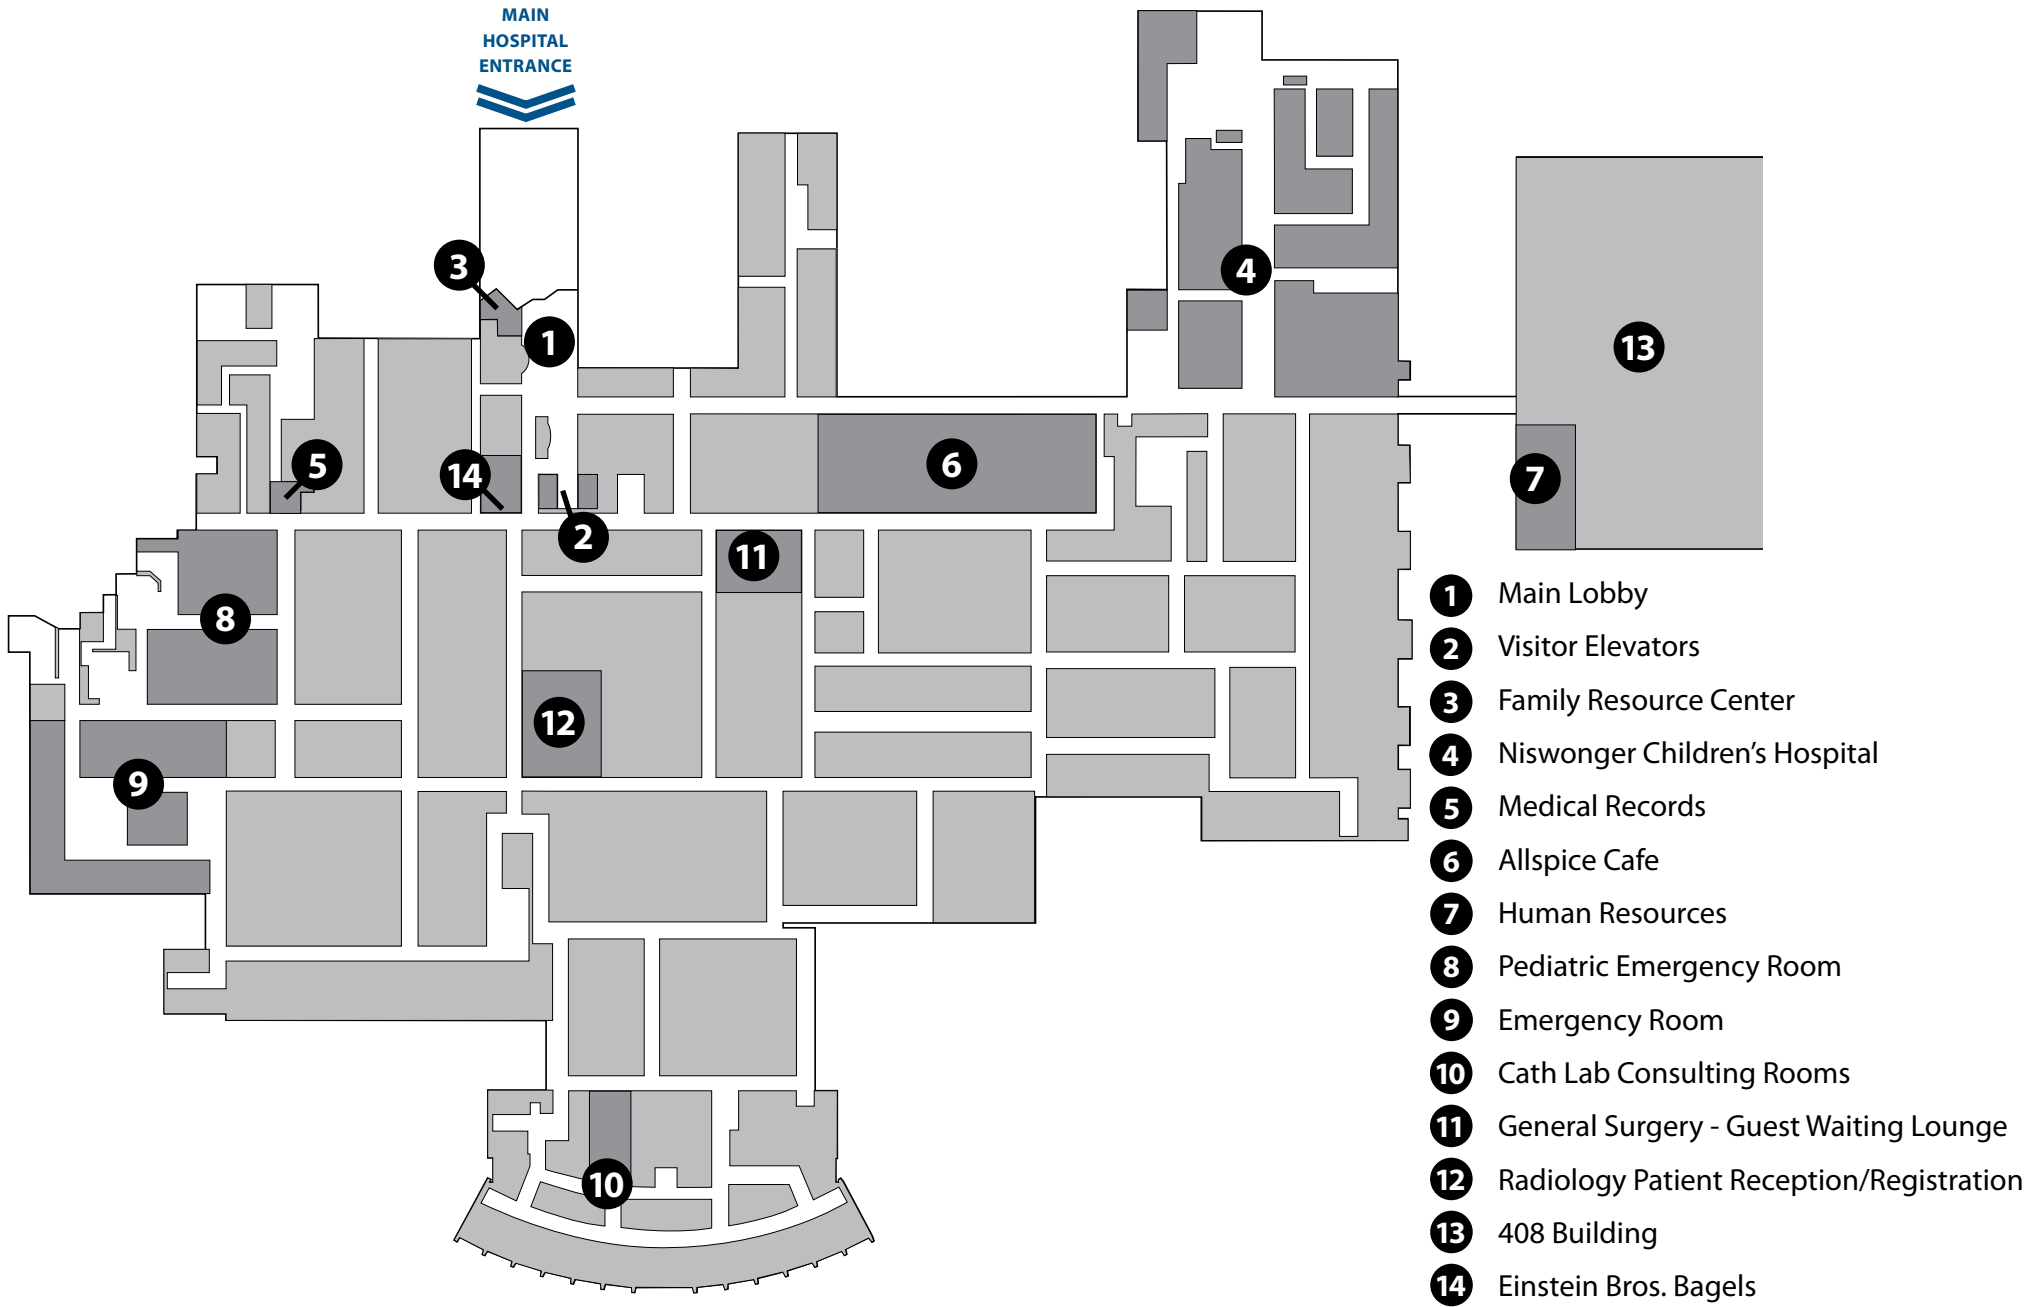 MAIN
HOSPITAL
ENTRANCE
3
1
4
13
5
14
6
7
2
11
8
12
9
10
1 Main Lobby
2 Visitor Elevators
3 Family Resource Center
4 Niswonger Children’s Hospital
5 Medical Records
6 Allspice Cafe
7 Human Resources
8 Pediatric Emergency Room
9 Emergency Room
10 Cath Lab Consulting Rooms
11 General Surgery - Guest Waiting Lounge
12 Radiology Patient Reception/Registration
13 408 Building
14 Einstein Bros. Bagels